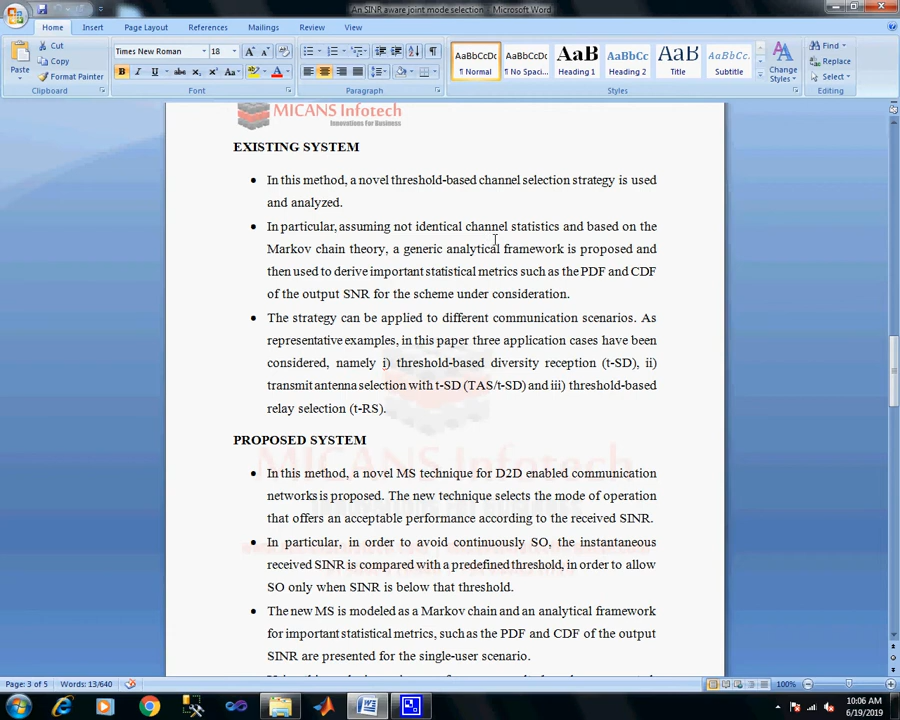 An SINR aware joint mode selection - Microsoft Word
Home Insert Page Layout References Mailings Review View
Paste
Cut
Copy
Format Painter
Clipboard
Times New Roman 18
B I U abc
Font
Paragraph
AaBbCcDc AaBbCcDc AaB AaBbCc AaB AaBbCc.
¶ Normal ¶ No Spaci... Heading 1 Heading 2 Title Subtitle
Change Styles
Styles
Find
Replace
Select
Editing
MICANS Infotech
Innovations For Business
EXISTING SYSTEM
• In this method, a novel threshold-based channel selection strategy is used
and analyzed.
• In particular, assuming not identical channel statistics and based on the
Markov chain theory, a generic analytical framework is proposed and
then used to derive important statistical metrics such as the PDF and CDF
of the output SNR for the scheme under consideration.
• The strategy can be applied to different communication scenarios. As
representative examples, in this paper three application cases have been
considered, namely i) threshold-based diversity reception (t-SD), ii)
transmit antenna selection with t-SD (TAS/t-SD) and iii) threshold-based
relay selection (t-RS).
PROPOSED SYSTEM
MICANS Infotech
• In this method, a novel MS technique for D2D enabled communication
networks is proposed. The new technique selects the mode of operation
that offers an acceptable performance according to the received SINR.
• In particular, in order to avoid continuously SO, the instantaneous
received SINR is compared with a predefined threshold, in order to allow
SO only when SINR is below that threshold.
• The new MS is modeled as a Markov chain and an analytical framework
for important statistical metrics, such as the PDF and CDF of the output
SINR are presented for the single-user scenario.
Page: 3 of 5 Words: 13/640 100%
10:06 AM
6/19/2019